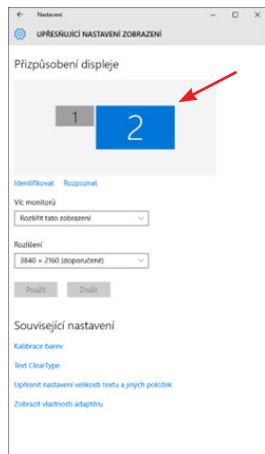 Nastavení
UPŘESŇUJÍCÍ NASTAVENÍ ZOBRAZENÍ
Přizpůsobení displeje
1
2
Identifikovat Rozpoznat
Víc monitorů
Rozšířit tato zobrazení
Rozlišení
3840 × 2160 (doporučené)
Použít Zrušit
Související nastavení
Kalibrace barev
Text ClearType
Upřesnit nastavení velikosti textu a jiných položek
Zobrazit vlastnosti adaptéru